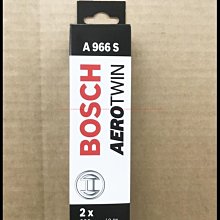 A 966 S
BOSCH
AEROTWIN
2 x